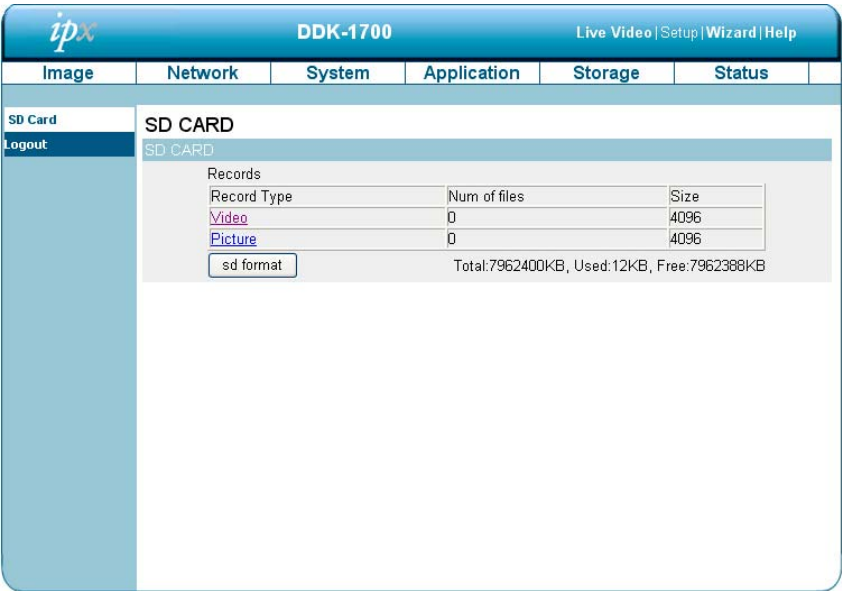 ipx DDK-1700 Live Video | Setup | Wizard | Help
Image Network System Application Storage Status
SD Card
Logout
SD CARD
SD CARD
Records
Record Type Num of files Size
Video 0 4096
Picture 0 4096
sd format Total:7962400KB, Used:12KB, Free:7962388KB